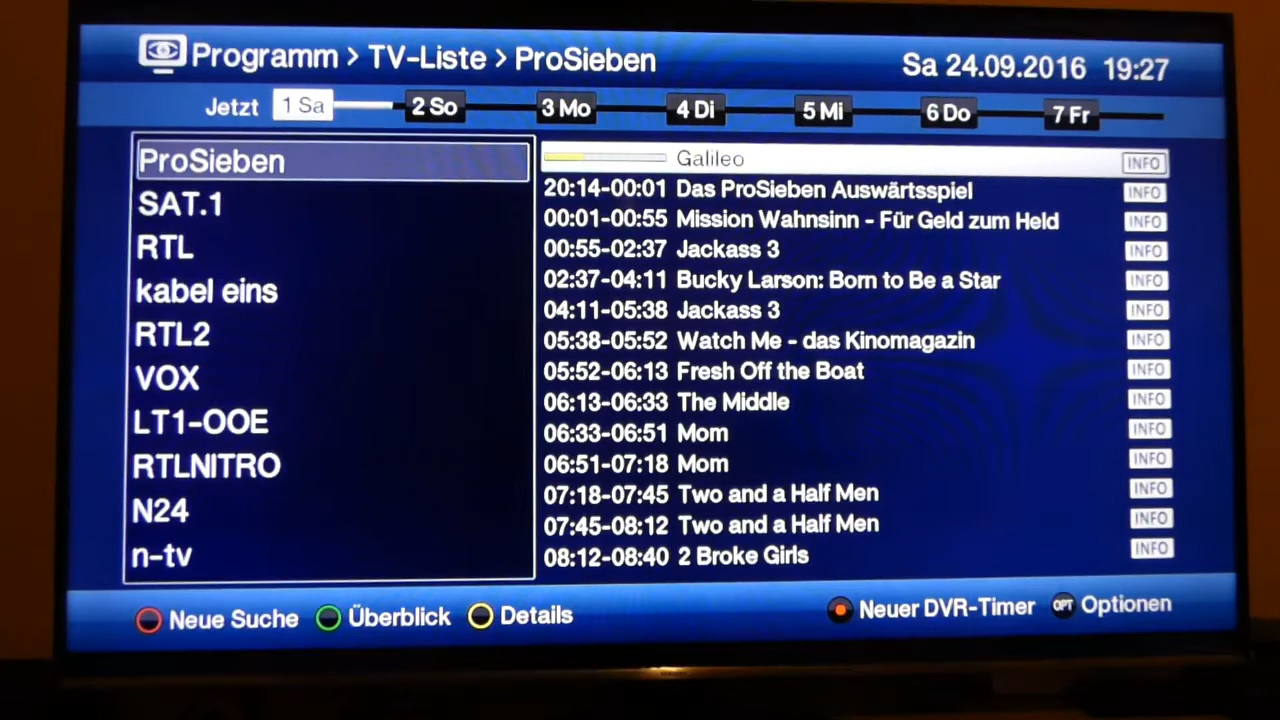 Programm > TV-Liste > ProSieben
Sa 24.09.2016 19:27
Jetzt 1 Sa 2 So 3 Mo 4 Di 5 Mi 6 Do 7 Fr
ProSieben
SAT.1
RTL
kabel eins
RTL2
VOX
LT1-OOE
RTLNITRO
N24
n-tv
Galileo INFO
20:14-00:01 Das ProSieben Auswärtsspiel INFO
00:01-00:55 Mission Wahnsinn - Für Geld zum Held INFO
00:55-02:37 Jackass 3 INFO
02:37-04:11 Bucky Larson: Born to Be a Star INFO
04:11-05:38 Jackass 3 INFO
05:38-05:52 Watch Me - das Kinomagazin INFO
05:52-06:13 Fresh Off the Boat INFO
06:13-06:33 The Middle INFO
06:33-06:51 Mom INFO
06:51-07:18 Mom INFO
07:18-07:45 Two and a Half Men INFO
07:45-08:12 Two and a Half Men INFO
08:12-08:40 2 Broke Girls INFO
Neue Suche Überblick Details Neuer DVR-Timer OPT Optionen